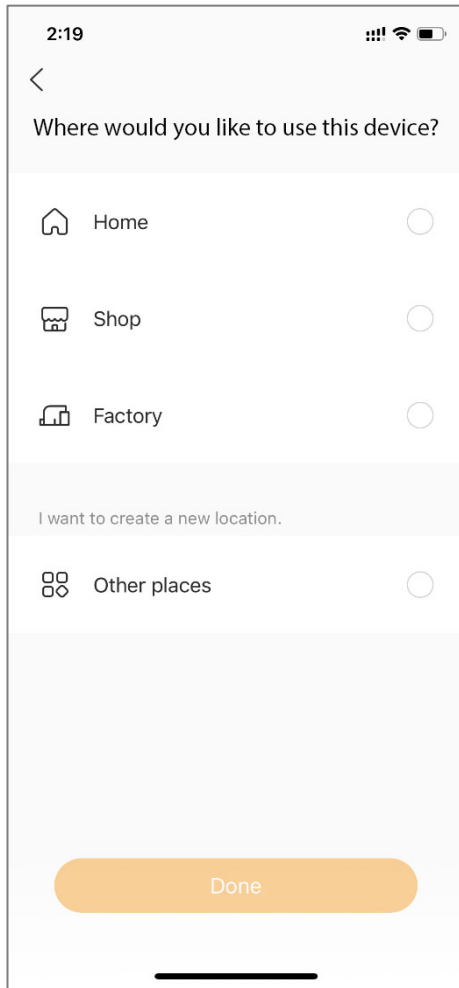 2:19
Where would you like to use this device?
Home
Shop
Factory
I want to create a new location.
Other places
Done